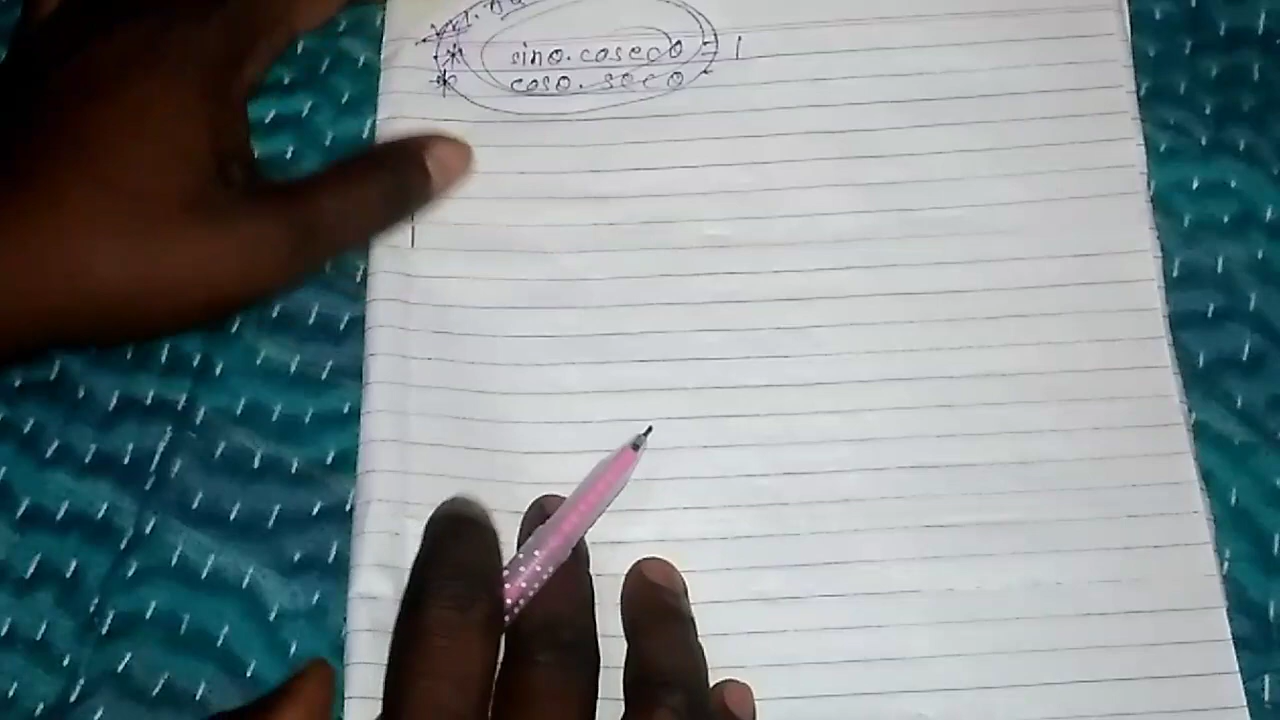 * sinθ.cosecθ = 1
* cosθ.secθ =